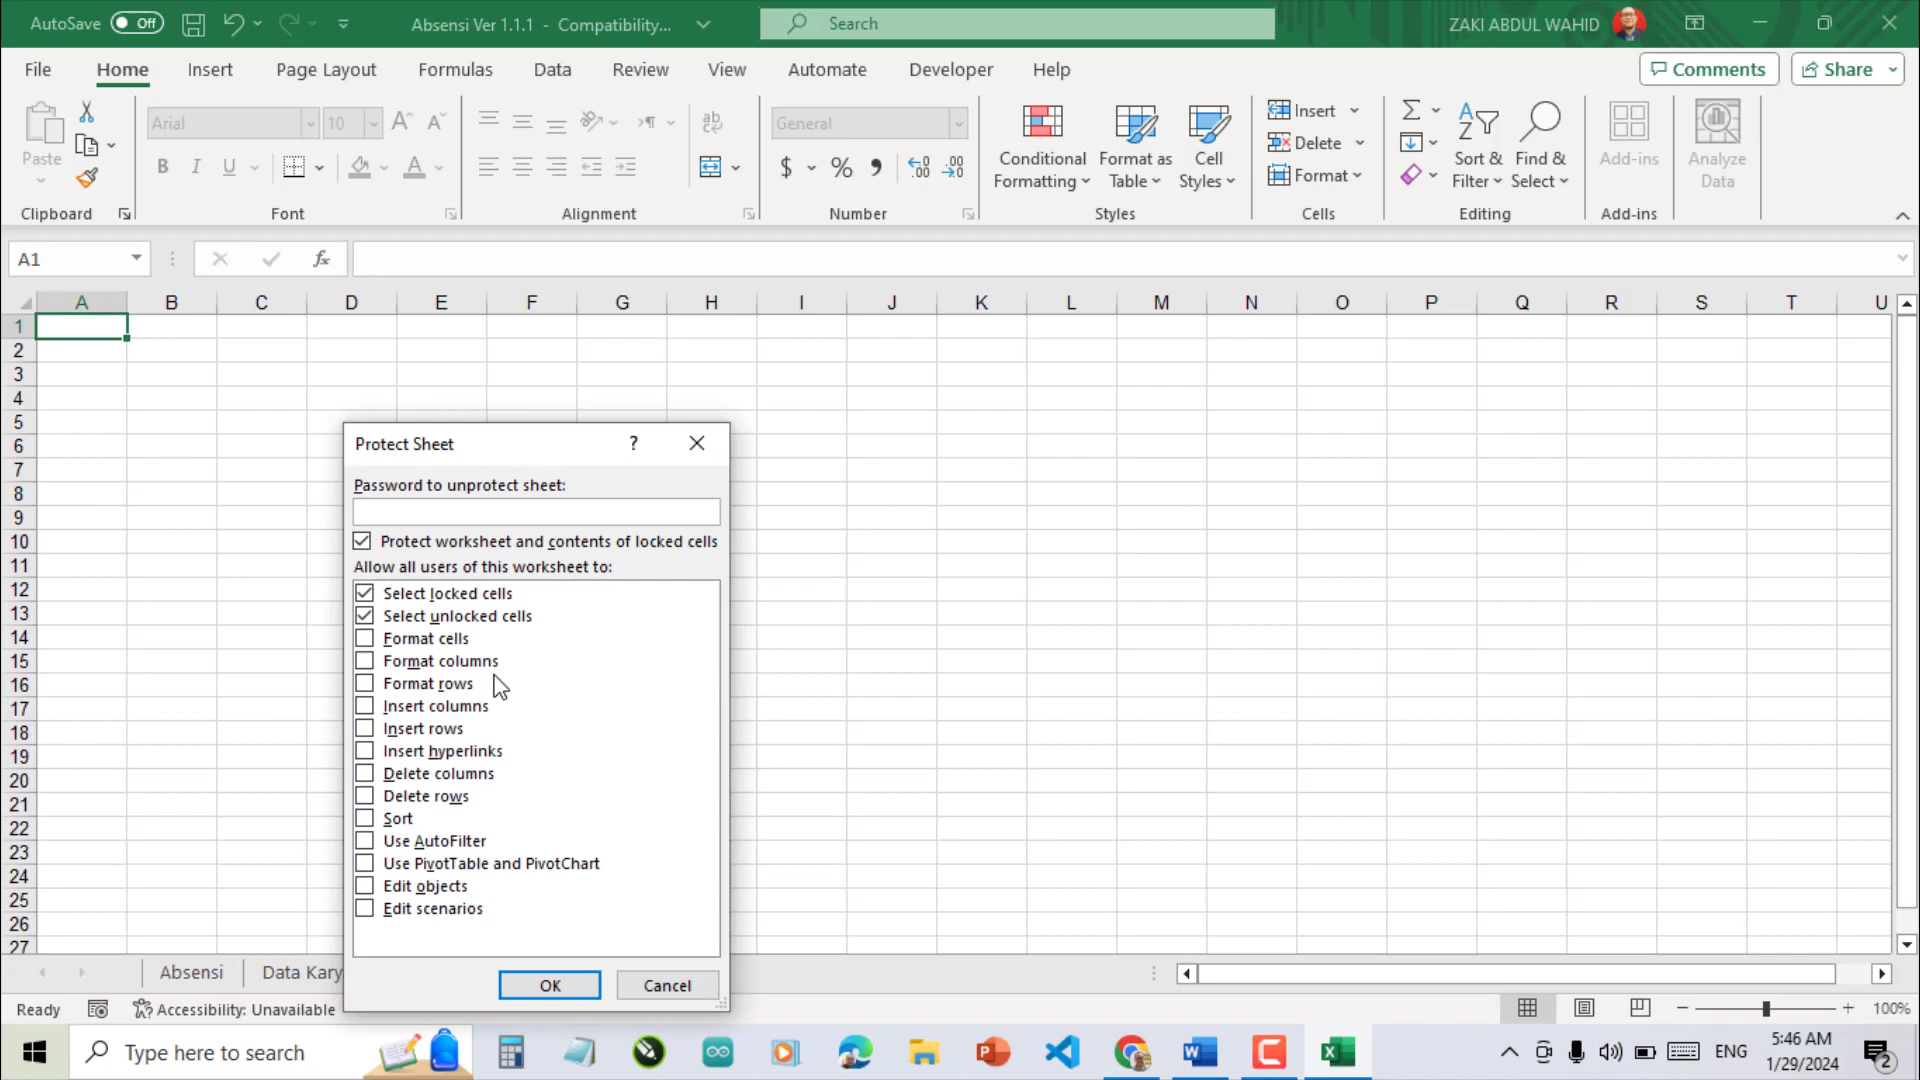 AutoSave Off Absensi Ver 1.1.1 - Compatibility... Search ZAKI ABDUL WAHID
File Home Insert Page Layout Formulas Data Review View Automate Developer Help Comments Share
Paste Arial 10 General Conditional Formatting Format as Table Cell Styles Insert Delete Format Sort & Filter Find & Select Add-ins Analyze Data
Clipboard Font Alignment Number Styles Cells Editing Add-ins
A1 fx
A B C D E F G H I J K L M N O P Q R S T U
1
2
3
4
5
6
7
8
9
10
11
12
13
14
15
16
17
18
19
20
21
22
23
24
25
26
27
Protect Sheet ?
Password to unprotect sheet:
Protect worksheet and contents of locked cells
Allow all users of this worksheet to:
Select locked cells
Select unlocked cells
Format cells
Format columns
Format rows
Insert columns
Insert rows
Insert hyperlinks
Delete columns
Delete rows
Sort
Use AutoFilter
Use PivotTable and PivotChart
Edit objects
Edit scenarios
OK Cancel
Absensi Data Kary
Ready Accessibility: Unavailable 100%
Type here to search ENG 5:46 AM
1/29/2024 2